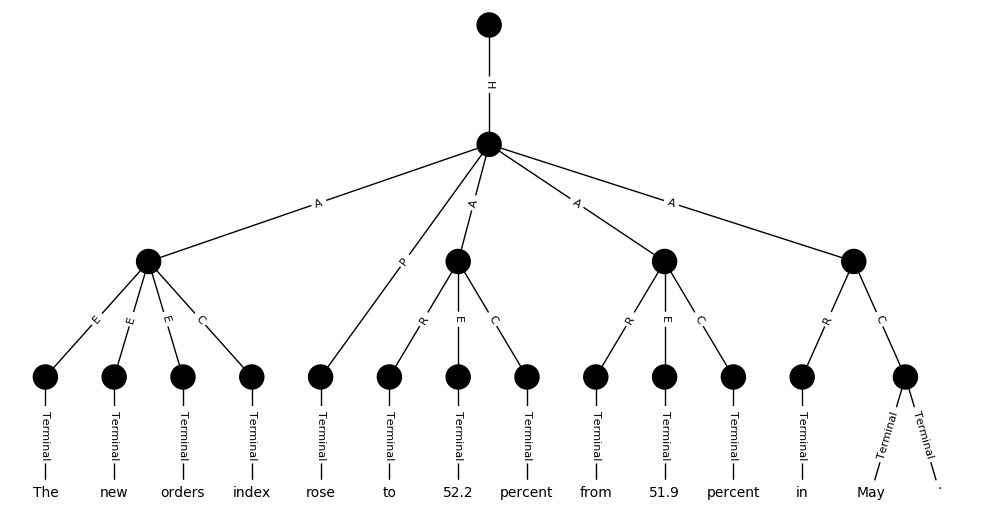 H
A
P
A
A
A
E E E C R E C R E C R C
Terminal Terminal Terminal Terminal Terminal Terminal Terminal Terminal Terminal Terminal Terminal Terminal Terminal Terminal
The new orders index rose to 52.2 percent from 51.9 percent in May .